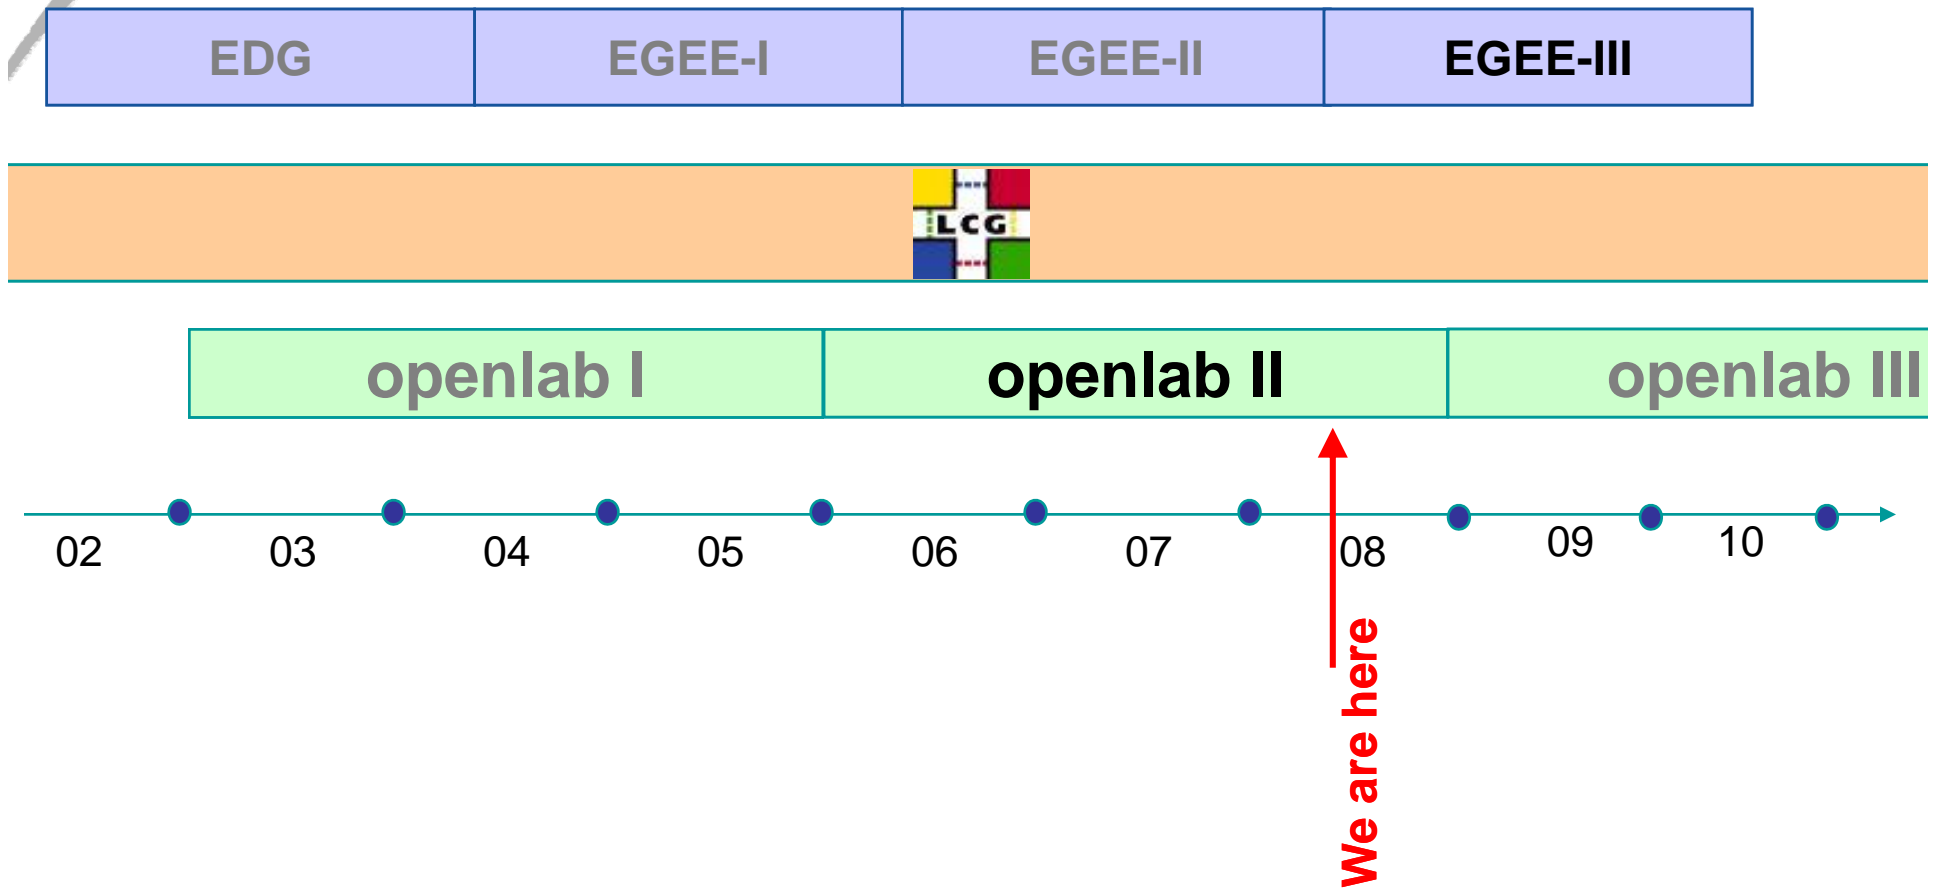 EDG EGEE-I EGEE-II EGEE-III
LCG
openlab I openlab II openlab III
02 03 04 05 06 07 08 09 10
We are here